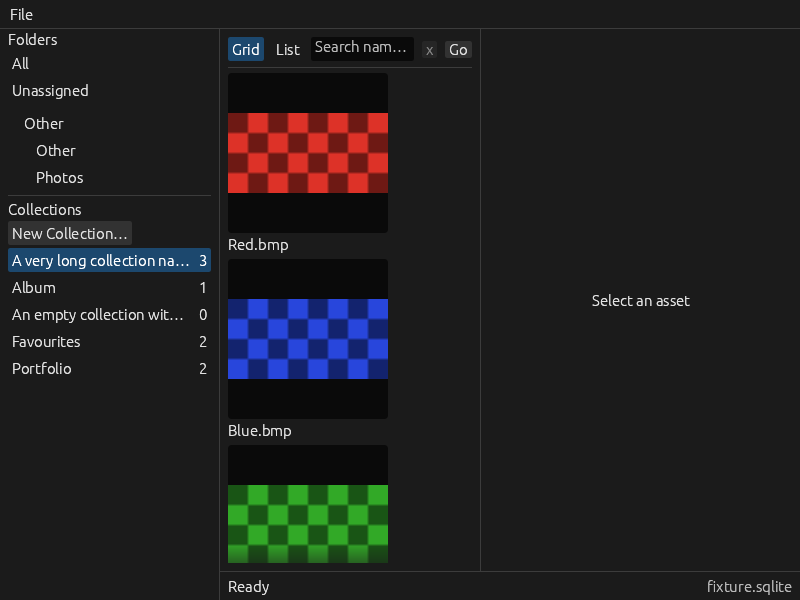 File
Folders
All
Unassigned
Other
Other
Photos
Collections
New Collection…
A very long collection na… 3
Album 1
An empty collection wit… 0
Favourites 2
Portfolio 2
Grid List Search nam… x Go
Red.bmp
Blue.bmp
Select an asset
Ready fixture.sqlite